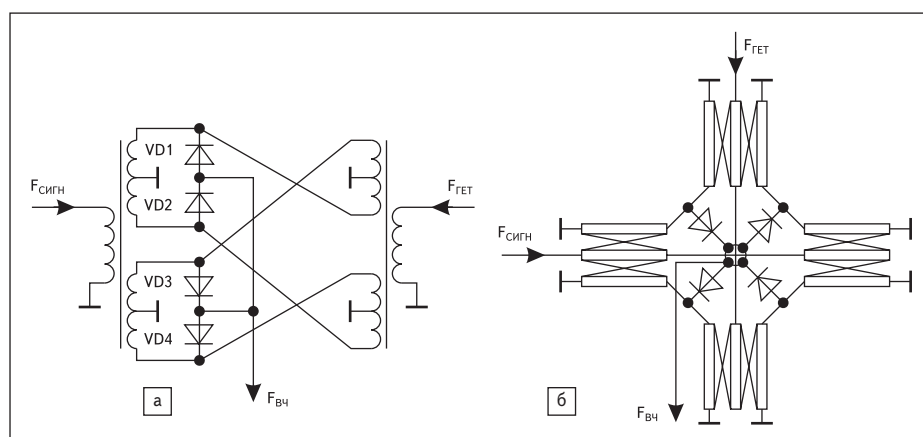 VD1
VD2
VD3
VD4
FСИГН
FГЕТ
FВЧ
а
FГЕТ
FСИГН
FВЧ
б